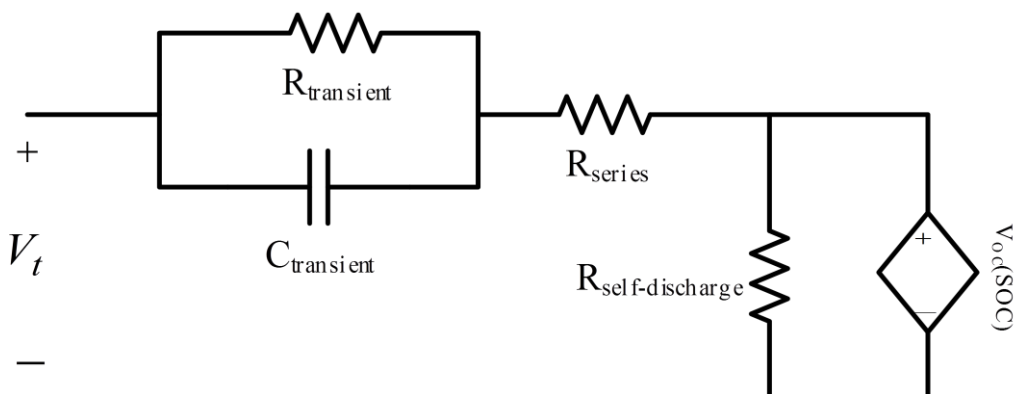 R_transient
+
R_series
C_transient
V_t
R_self-discharge
+
V_OC(SOC)
—
−